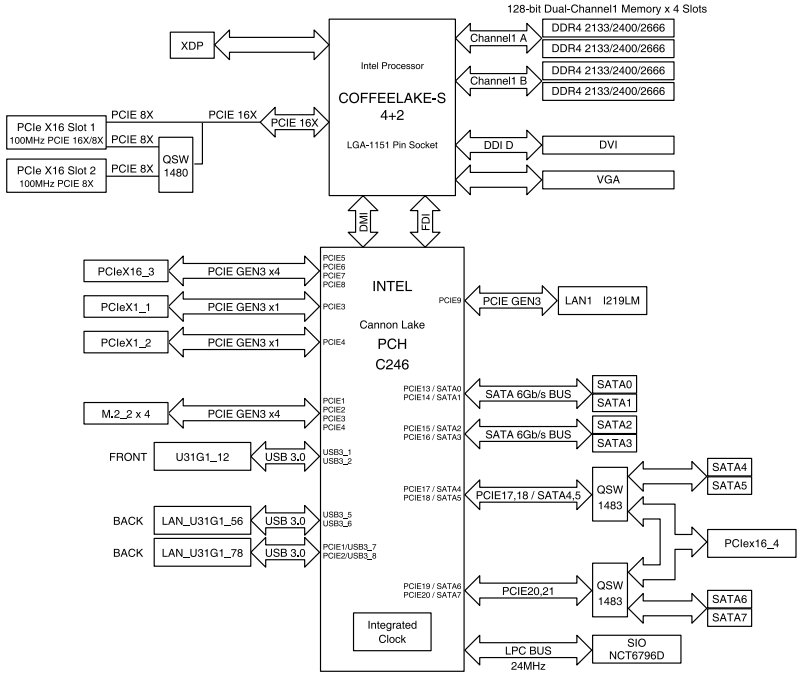 128-bit Dual-Channel1 Memory x 4 Slots
XDP
Intel Processor
COFFEELAKE-S
4+2
LGA-1151 Pin Socket
Channel1 A
DDR4 2133/2400/2666
DDR4 2133/2400/2666
Channel1 B
DDR4 2133/2400/2666
DDR4 2133/2400/2666
PCIe X16 Slot 1
100MHz PCIE 16X/8X
PCIE 8X
PCIE 16X
PCIE 16X
PCIE 8X
QSW
1480
PCIe X16 Slot 2
100MHz PCIE 8X
PCIE 8X
DDI D
DVI
VGA
DMI
FDI
INTEL
Cannon Lake
PCH
C246
PCIeX16_3
PCIE GEN3 x4
PCIE5
PCIE6
PCIE7
PCIE8
PCIeX1_1
PCIE GEN3 x1
PCIE3
PCIeX1_2
PCIE GEN3 x1
PCIE4
PCIE9
PCIE GEN3
LAN1 I219LM
M.2_2 x 4
PCIE GEN3 x4
PCIE1
PCIE2
PCIE3
PCIE4
PCIE13 / SATA0
PCIE14 / SATA1
SATA 6Gb/s BUS
SATA0
SATA1
PCIE15 / SATA2
PCIE16 / SATA3
SATA 6Gb/s BUS
SATA2
SATA3
FRONT
U31G1_12
USB 3.0
USB3_1
USB3_2
PCIE17 / SATA4
PCIE18 / SATA5
PCIE17,18 / SATA4,5
QSW
1483
SATA4
SATA5
BACK
LAN_U31G1_56
USB 3.0
USB3_5
USB3_6
BACK
LAN_U31G1_78
USB 3.0
PCIE1/USB3_7
PCIE2/USB3_8
PCIex16_4
PCIE19 / SATA6
PCIE20 / SATA7
PCIE20,21
QSW
1483
SATA6
SATA7
Integrated
Clock
LPC BUS
24MHz
SIO
NCT6796D